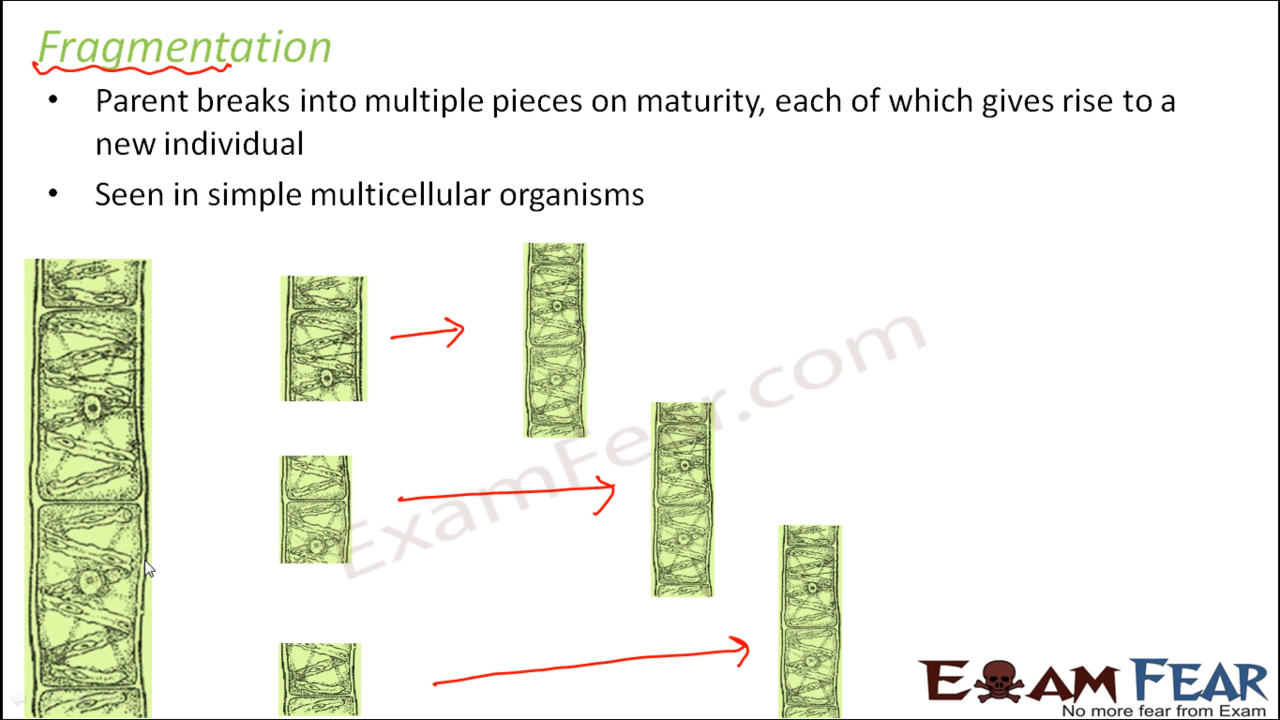 Fragmentation
• Parent breaks into multiple pieces on maturity, each of which gives rise to a
new individual
• Seen in simple multicellular organisms
ExamFear.com
EXAM FEAR
No more fear from Exam